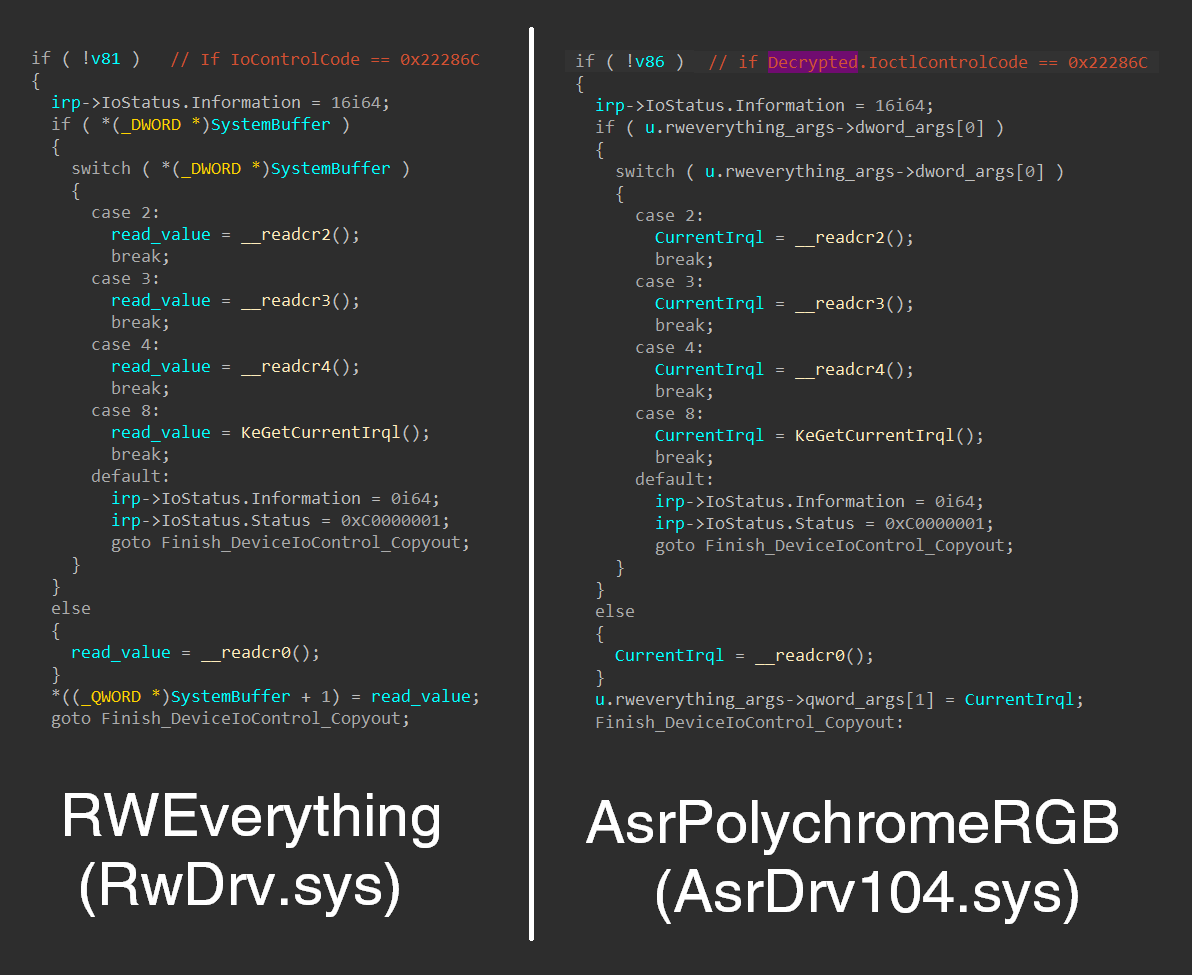 if ( !v81 )   // If IoControlCode == 0x22286C
{
  irp->IoStatus.Information = 16i64;
  if ( *(_DWORD *)SystemBuffer )
  {
    switch ( *(_DWORD *)SystemBuffer )
    {
      case 2:
        read_value = __readcr2();
        break;
      case 3:
        read_value = __readcr3();
        break;
      case 4:
        read_value = __readcr4();
        break;
      case 8:
        read_value = KeGetCurrentIrql();
        break;
      default:
        irp->IoStatus.Information = 0i64;
        irp->IoStatus.Status = 0xC0000001;
        goto Finish_DeviceIoControl_Copyout;
    }
  }
  else
  {
    read_value = __readcr0();
  }
  *((_QWORD *)SystemBuffer + 1) = read_value;
  goto Finish_DeviceIoControl_Copyout;
RWEverything
(RwDrv.sys)
if ( !v86 )  // if Decrypted.IoctlControlCode == 0x22286C
{
  irp->IoStatus.Information = 16i64;
  if ( u.rweverything_args->dword_args[0] )
  {
    switch ( u.rweverything_args->dword_args[0] )
    {
      case 2:
        CurrentIrql = __readcr2();
        break;
      case 3:
        CurrentIrql = __readcr3();
        break;
      case 4:
        CurrentIrql = __readcr4();
        break;
      case 8:
        CurrentIrql = KeGetCurrentIrql();
        break;
      default:
        irp->IoStatus.Information = 0i64;
        irp->IoStatus.Status = 0xC0000001;
        goto Finish_DeviceIoControl_Copyout;
    }
  }
  else
  {
    CurrentIrql = __readcr0();
  }
  u.rweverything_args->qword_args[1] = CurrentIrql;
  Finish_DeviceIoControl_Copyout:
AsrPolychromeRGB
(AsrDrv104.sys)